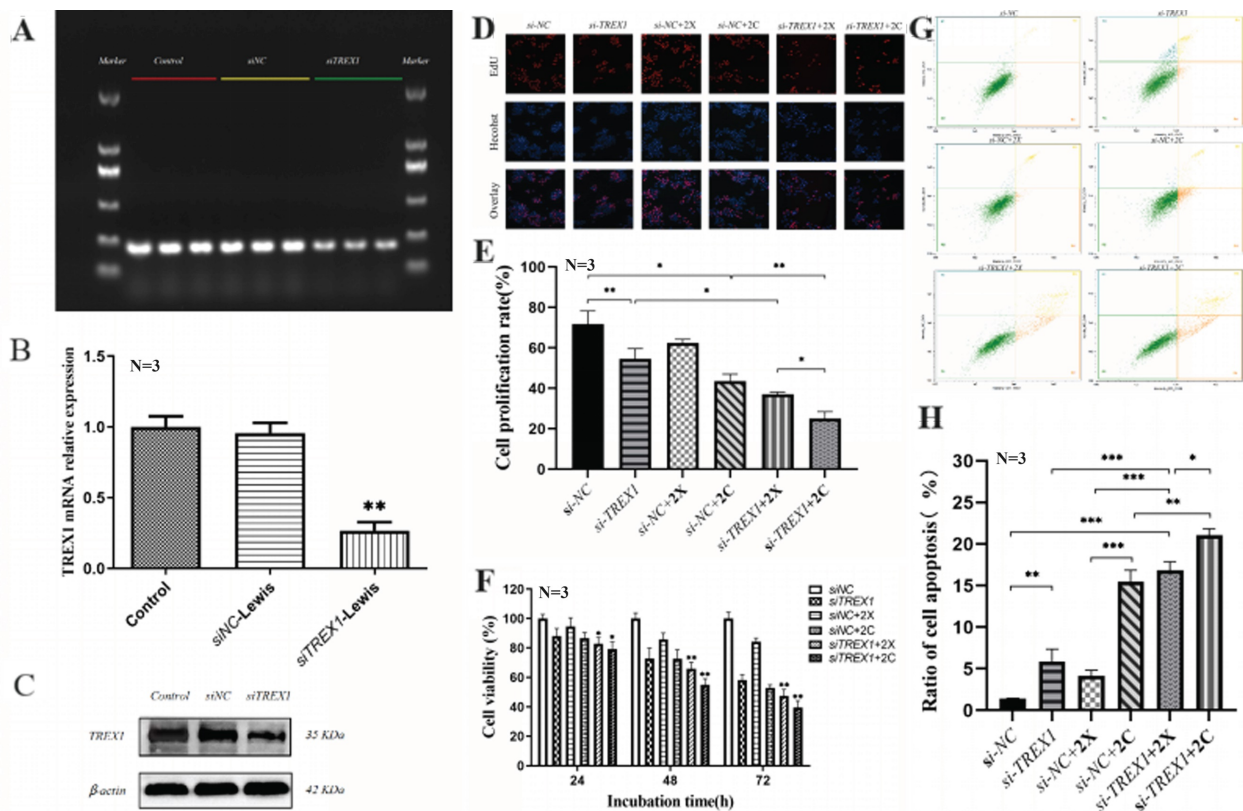 A
Marker
Control
siNC
siTREX1
Marker
B
N=3
TREX1 mRNA relative expression
1.5
1.0
0.5
0.0
Control
siNC-Lewis
siTREX1-Lewis
**
C
Control
siNC
siTREX1
TREX1
35 KDa
β-actin
42 KDa
D
si-NC
si-TREX1
si-NC+2X
si-NC+2C
si-TREX1+2X
si-TREX1+2C
EdU
Hecohst
Overlay
E
N=3
Cell prolification rate(%)
100
80
60
40
20
0
*
*
**
**
*
*
si-NC
si-TREX1
si-NC+2X
si-NC+2C
si-TREX1+2X
si-TREX1+2C
F
N=3
Cell viability (%)
120
100
80
60
40
20
0
*
*
**
**
**
**
24
48
72
Incubation time(h)
siNC
siTREX1
siNC+2X
siNC+2C
siTREX1+2X
siTREX1+2C
G
si-NC
si-TREX1
si-NC+2X
si-NC+2C
si-TREX1+2X
si-TREX1+2C
H
N=3
Ratio of cell apoptosis( %)
30
25
20
15
10
5
0
***
*
***
**
***
***
**
si-NC
si-TREX1
si-NC+2X
si-NC+2C
si-TREX1+2X
si-TREX1+2C